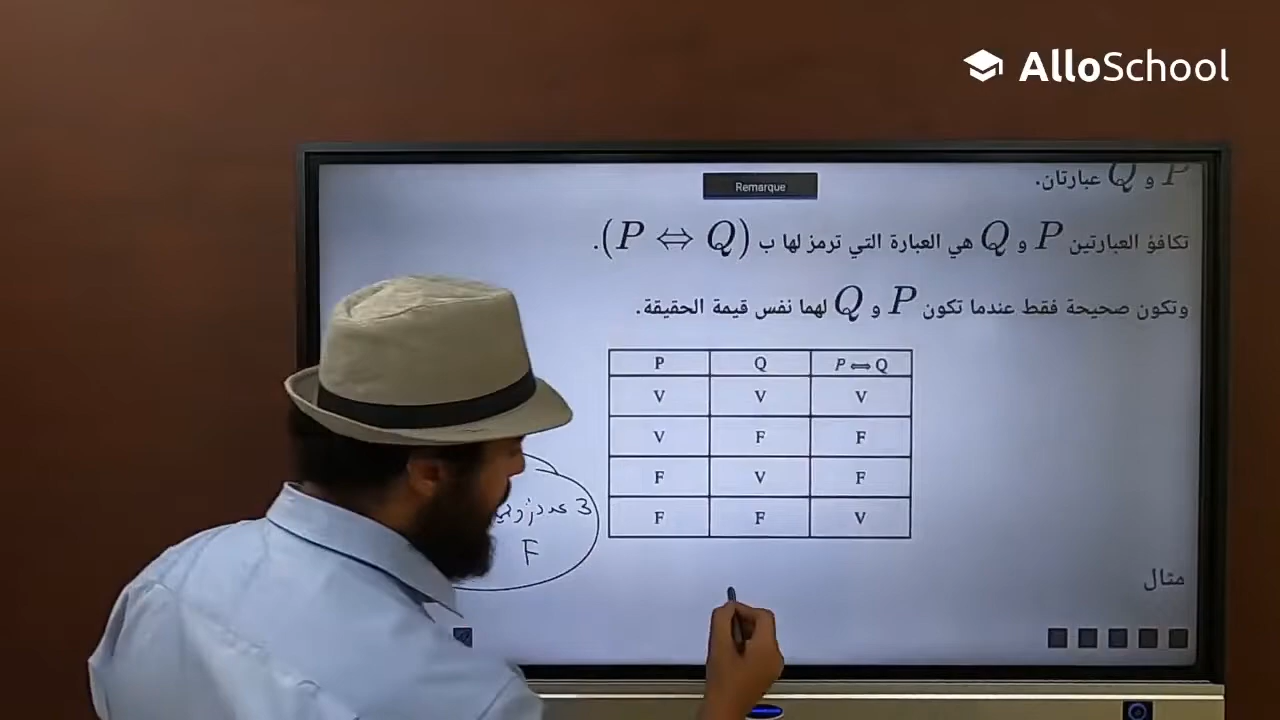 AlloSchool
Remarque
P و Q عبارتان.
تكافؤ العبارتين P و Q هي العبارة التي ترمز لها ب (P ⇔ Q).
وتكون صحيحة فقط عندما تكون P و Q لهما نفس قيمة الحقيقة.
P Q P ⟺ Q
V V V
V F F
F V F
F F V
3 عدد زوجي
F
مثال